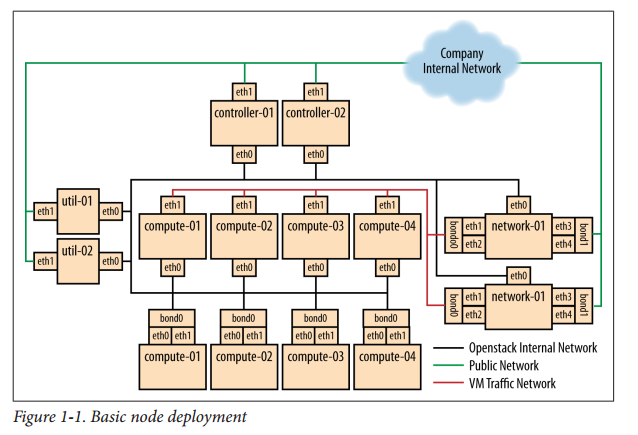 Company
Internal Network
eth1
eth1
controller-01
controller-02
eth0
eth0
util-01
eth1
eth0
util-02
eth1
eth0
eth1
eth1
eth1
eth1
compute-01
compute-02
compute-03
compute-04
eth0
eth0
eth0
eth0
eth0
bondo0
eth1
eth2
network-01
eth3
eth4
bond1
eth0
bond0
eth1
eth2
network-01
eth3
eth4
bond1
bond0
bond0
bond0
bond0
eth0 eth1
eth0 eth1
eth0 eth1
eth0 eth1
compute-01
compute-02
compute-03
compute-04
Openstack Internal Network
Public Network
VM Traffic Network
Figure 1-1. Basic node deployment